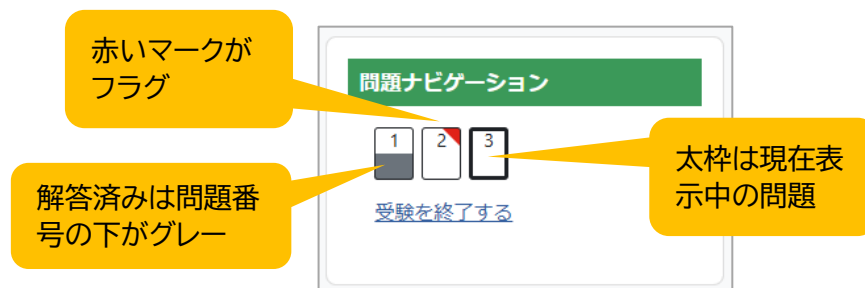 赤いマークが
フラグ
問題ナビゲーション
1 2 3
太枠は現在表
示中の問題
解答済みは問題番
号の下がグレー
受験を終了する